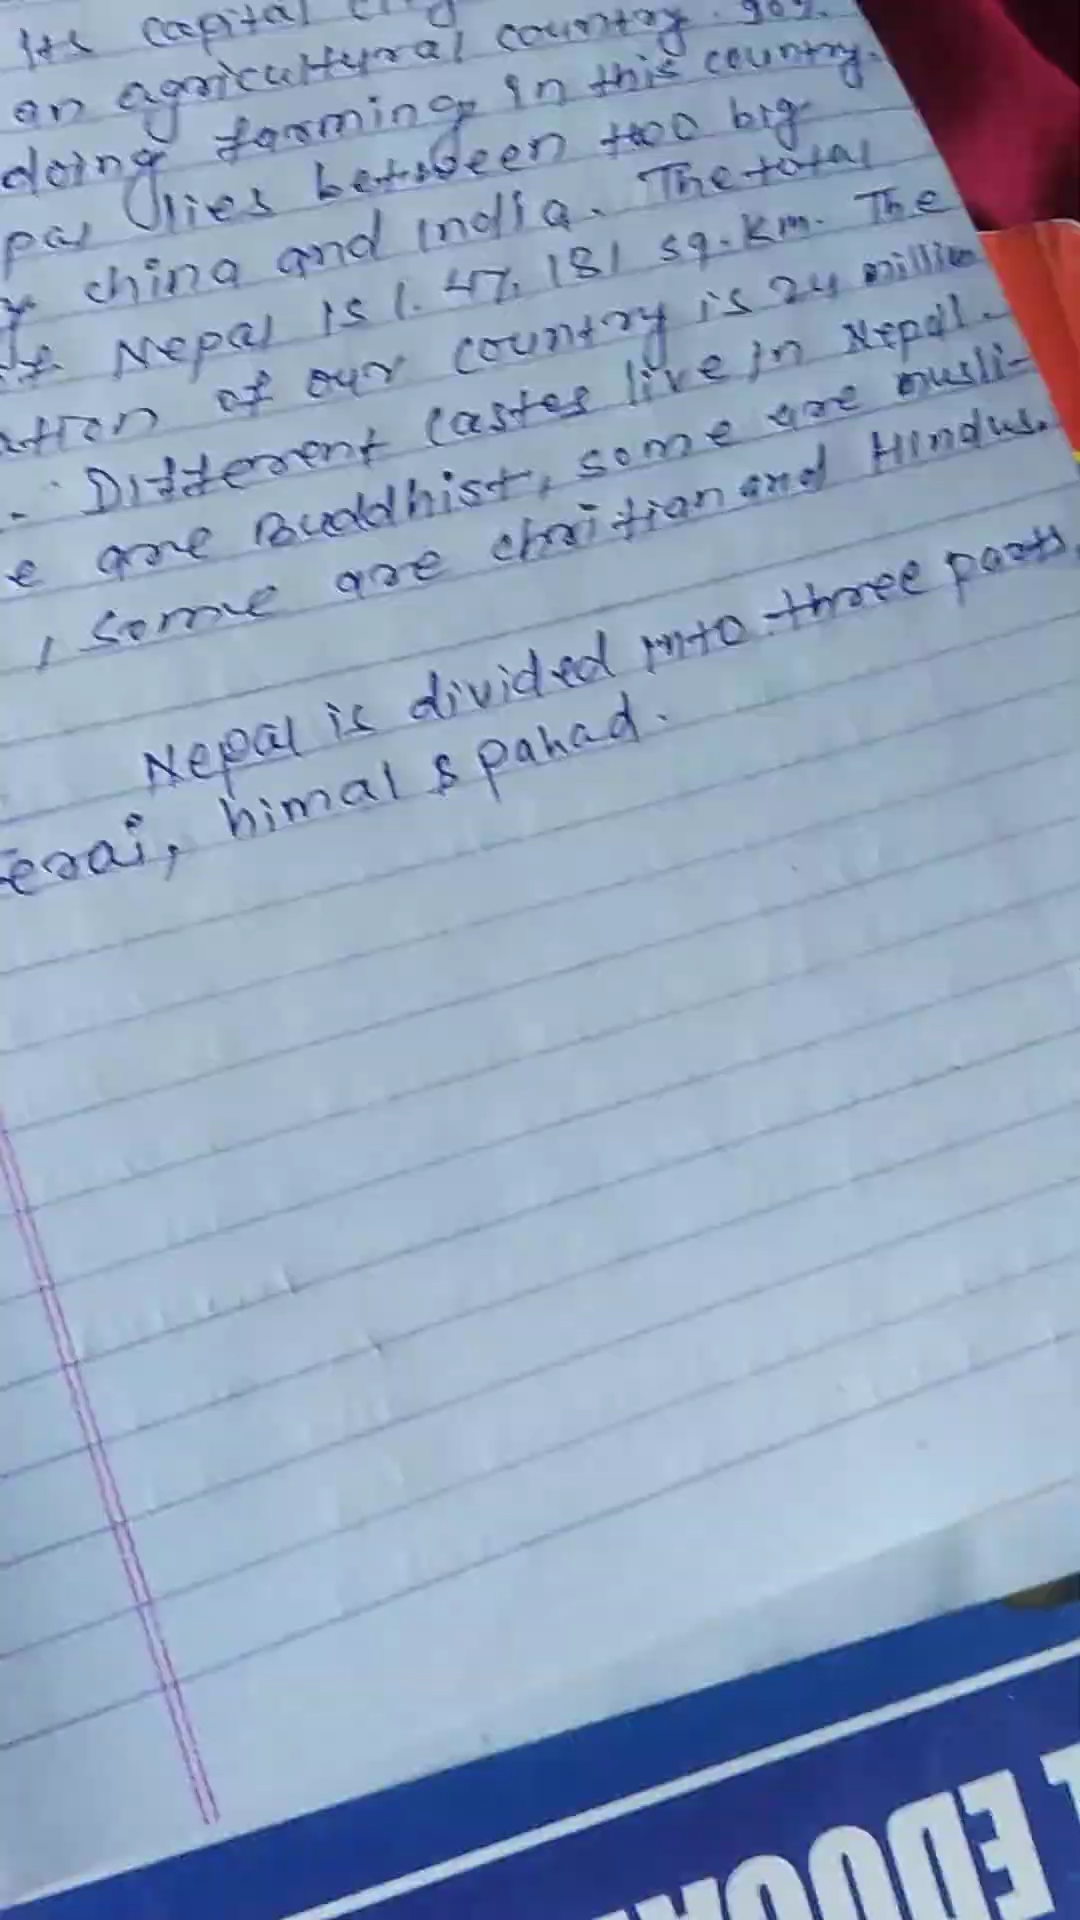 Its capital
an agricultural country. 90%.
doing farming in this country.
pal lies between two big
china and India. The total
Nepal is 1.47,181 sq.km. The
ation of our country is 24 million
. Different castes live in Nepal.
e are Buddhist, some are musli-
, some are chritian and Hindus.
Nepal is divided into three parts,
erai, himal & pahad.